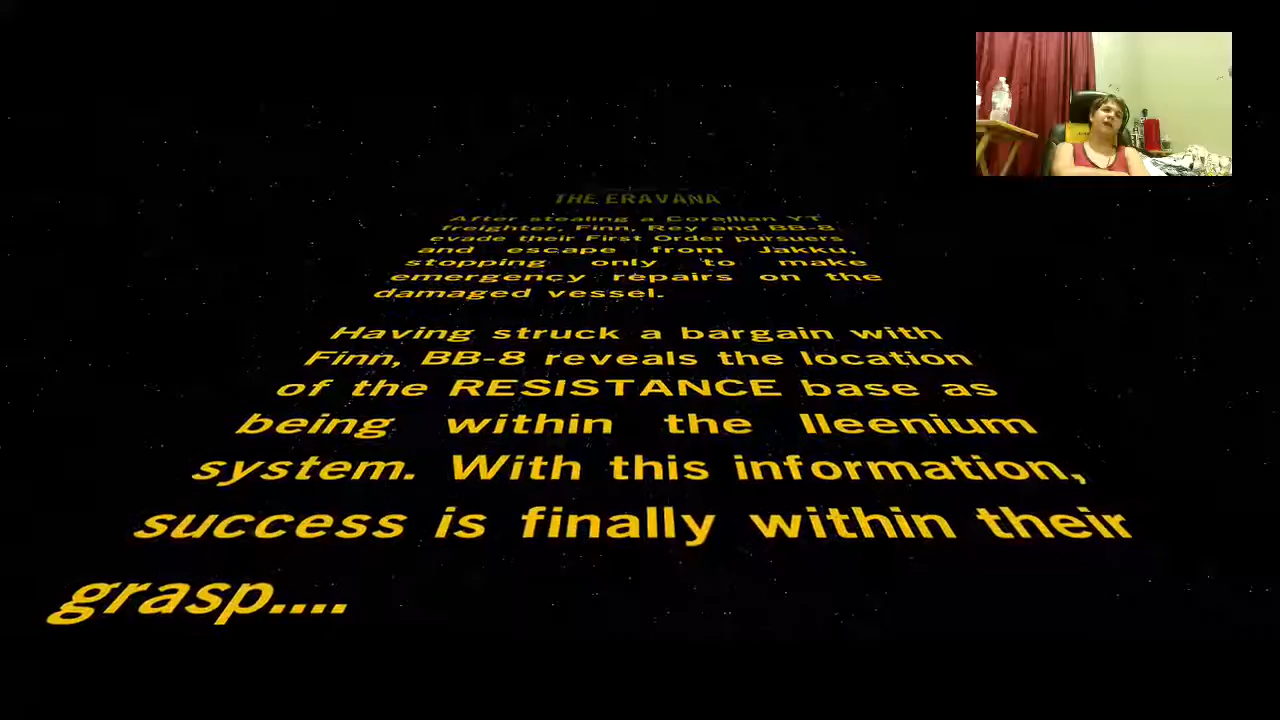 THE ERAVANA
After stealing a Corellian YT
freighter, Finn, Rey and BB-8
evade their First Order pursuers
and escape from Jakku,
stopping only to make
emergency repairs on the
damaged vessel.
Having struck a bargain with
Finn, BB-8 reveals the location
of the RESISTANCE base as
being within the Ileenium
system. With this information,
success is finally within their
grasp....